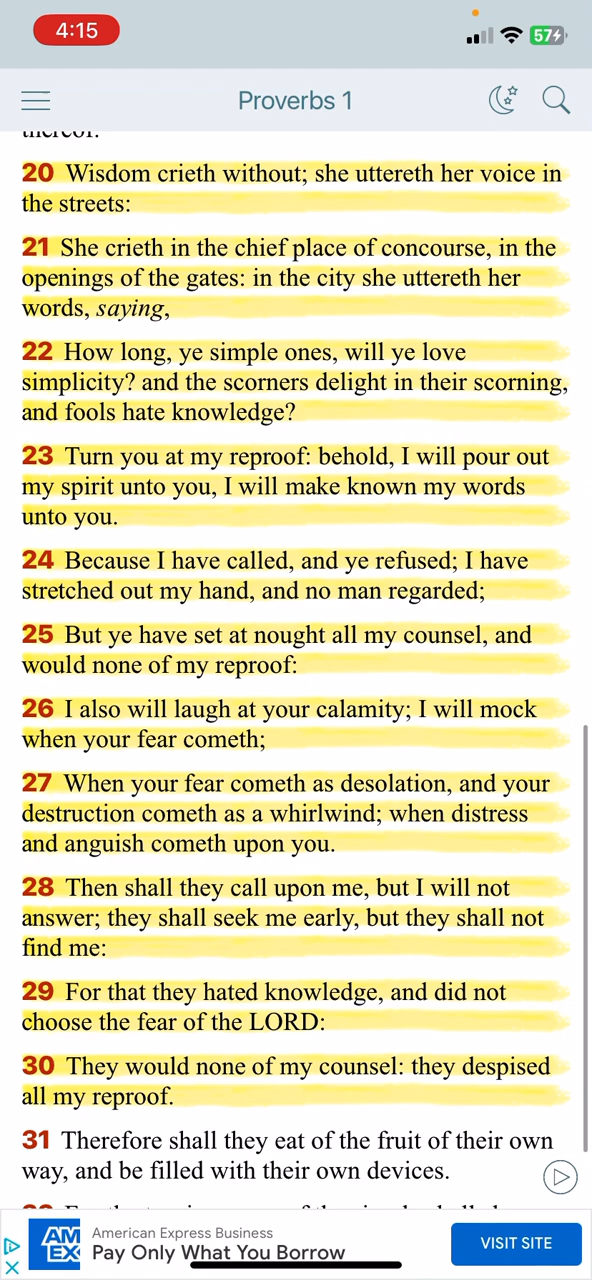 4:15
57
Proverbs 1
thereof.
20 Wisdom crieth without; she uttereth her voice in
the streets:
21 She crieth in the chief place of concourse, in the
openings of the gates: in the city she uttereth her
words, saying,
22 How long, ye simple ones, will ye love
simplicity? and the scorners delight in their scorning,
and fools hate knowledge?
23 Turn you at my reproof: behold, I will pour out
my spirit unto you, I will make known my words
unto you.
24 Because I have called, and ye refused; I have
stretched out my hand, and no man regarded;
25 But ye have set at nought all my counsel, and
would none of my reproof:
26 I also will laugh at your calamity; I will mock
when your fear cometh;
27 When your fear cometh as desolation, and your
destruction cometh as a whirlwind; when distress
and anguish cometh upon you.
28 Then shall they call upon me, but I will not
answer; they shall seek me early, but they shall not
find me:
29 For that they hated knowledge, and did not
choose the fear of the LORD:
30 They would none of my counsel: they despised
all my reproof.
31 Therefore shall they eat of the fruit of their own
way, and be filled with their own devices.
AM
EX
American Express Business
Pay Only What You Borrow
VISIT SITE